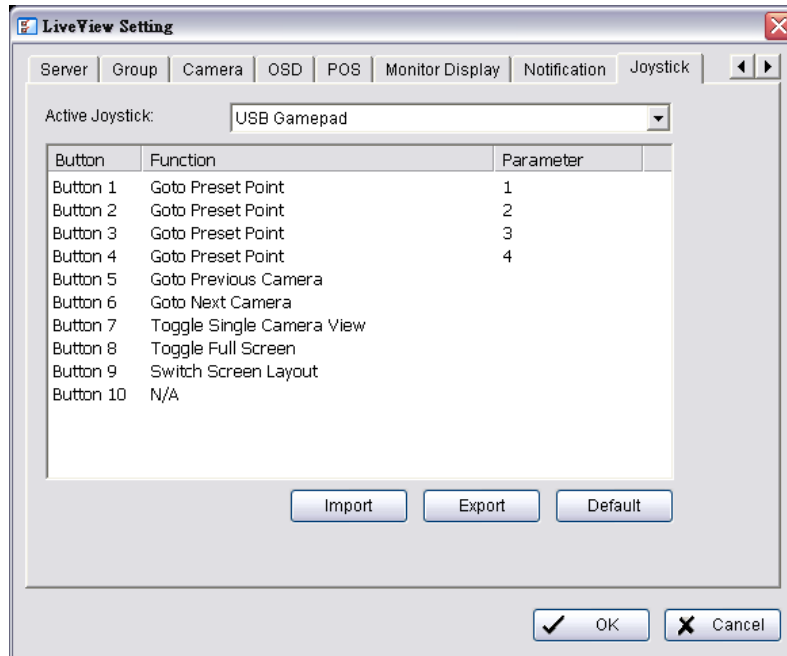 LiveView Setting
Server Group Camera OSD POS Monitor Display Notification Joystick
Active Joystick: USB Gamepad
Button Function Parameter
Button 1 Goto Preset Point 1
Button 2 Goto Preset Point 2
Button 3 Goto Preset Point 3
Button 4 Goto Preset Point 4
Button 5 Goto Previous Camera
Button 6 Goto Next Camera
Button 7 Toggle Single Camera View
Button 8 Toggle Full Screen
Button 9 Switch Screen Layout
Button 10 N/A
Import Export Default
OK Cancel